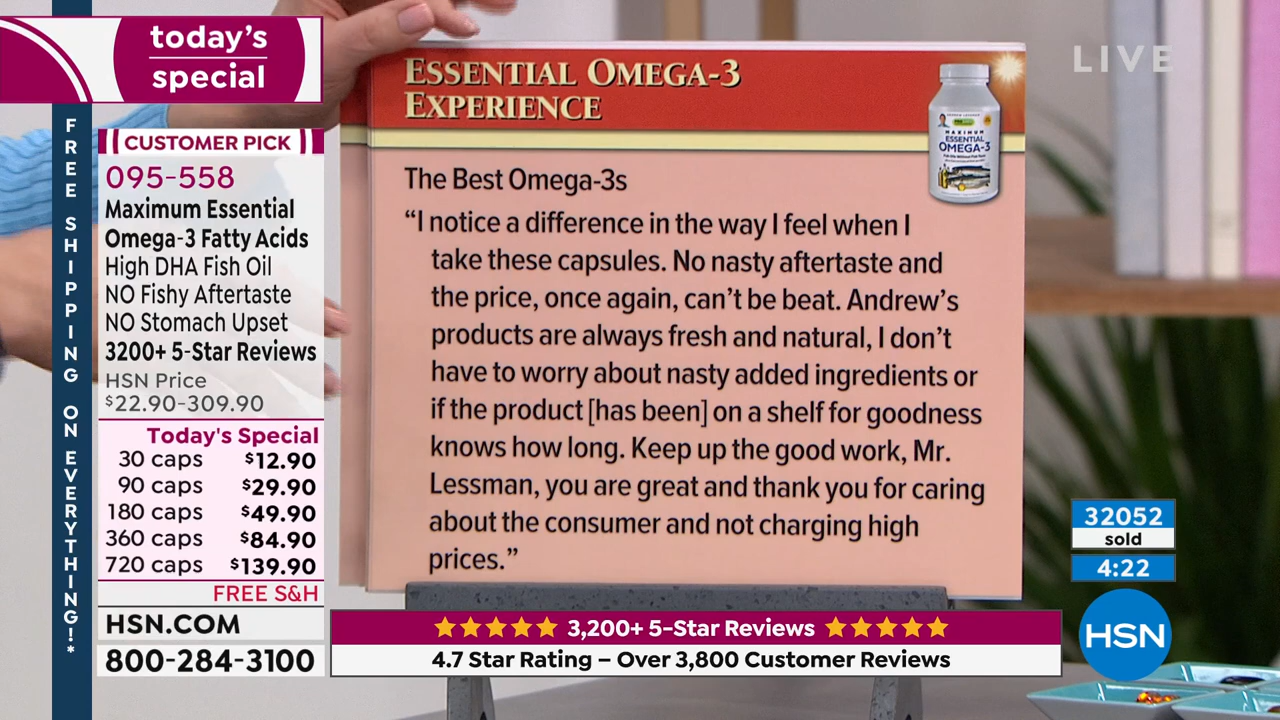 today's
special
LIVE
FREE SHIPPING ON EVERYTHING!*
CUSTOMER PICK
095-558
Maximum Essential
Omega-3 Fatty Acids
High DHA Fish Oil
NO Fishy Aftertaste
NO Stomach Upset
3200+ 5-Star Reviews
HSN Price
$22.90-309.90
Today's Special
30 caps $12.90
90 caps $29.90
180 caps $49.90
360 caps $84.90
720 caps $139.90
FREE S&H
HSN.COM
800-284-3100
ESSENTIAL OMEGA-3
EXPERIENCE
MAXIMUM
ESSENTIAL
OMEGA-3
The Best Omega-3s
“I notice a difference in the way I feel when I
take these capsules. No nasty aftertaste and
the price, once again, can’t be beat. Andrew’s
products are always fresh and natural, I don’t
have to worry about nasty added ingredients or
if the product [has been] on a shelf for goodness
knows how long. Keep up the good work, Mr.
Lessman, you are great and thank you for caring
about the consumer and not charging high
prices.”
32052
sold
4:22
HSN
3,200+ 5-Star Reviews
4.7 Star Rating – Over 3,800 Customer Reviews